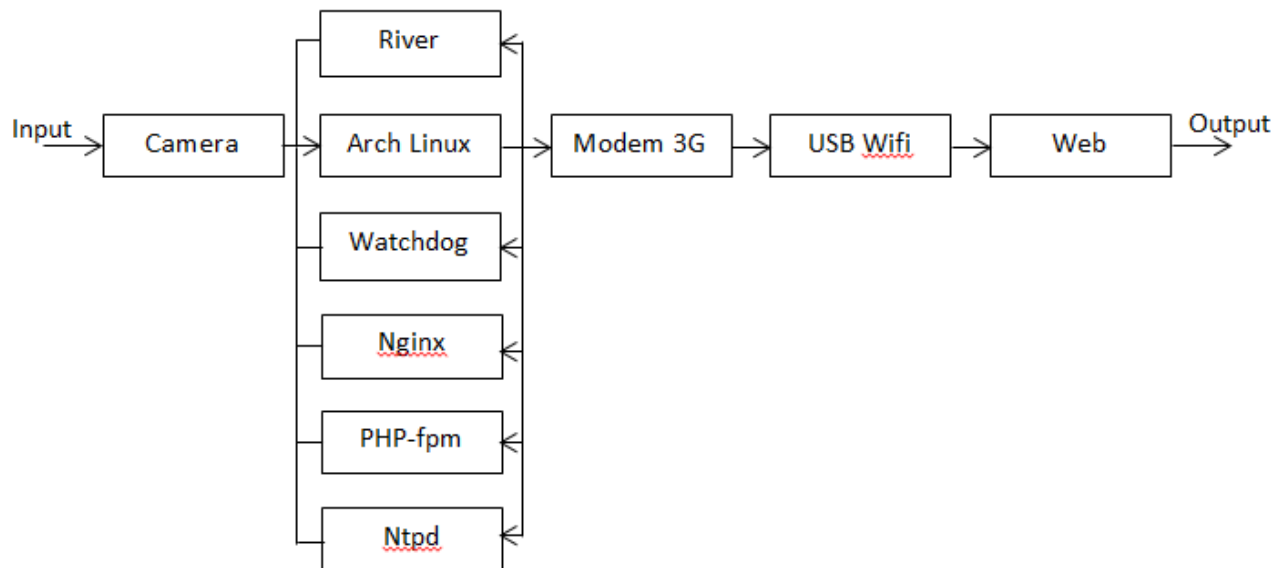 River
Input
Camera
Arch Linux
Modem 3G
USB Wifi
Web
Output
Watchdog
Nginx
PHP-fpm
Ntpd